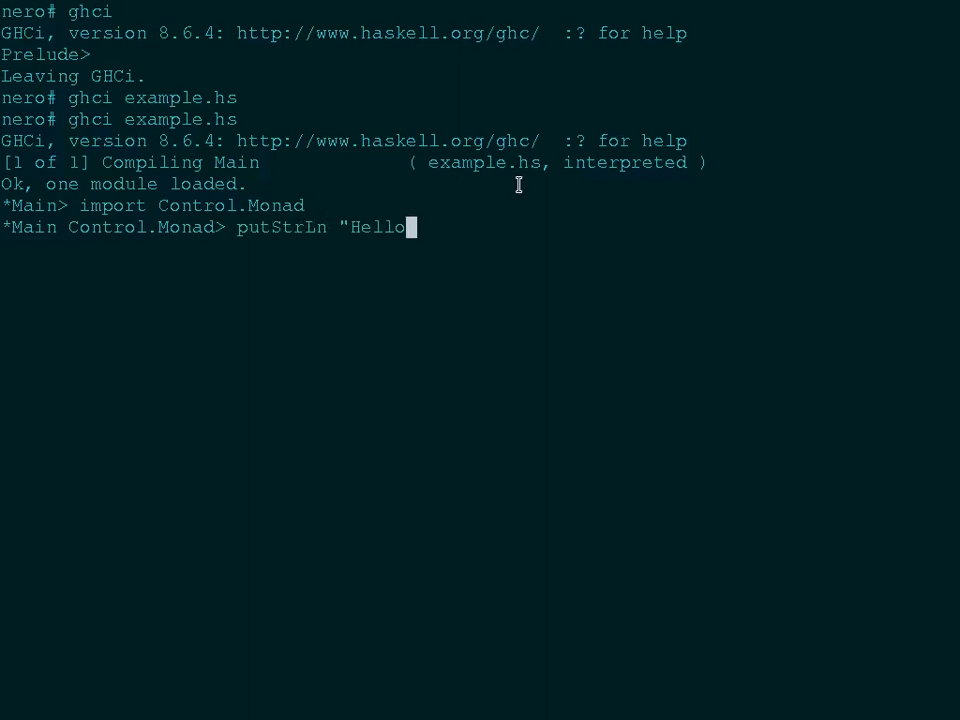 nero# ghci
GHCi, version 8.6.4: http://www.haskell.org/ghc/  :? for help
Prelude>
Leaving GHCi.
nero# ghci example.hs
nero# ghci example.hs
GHCi, version 8.6.4: http://www.haskell.org/ghc/  :? for help
[1 of 1] Compiling Main             ( example.hs, interpreted )
Ok, one module loaded.
*Main> import Control.Monad
*Main Control.Monad> putStrLn "Hello